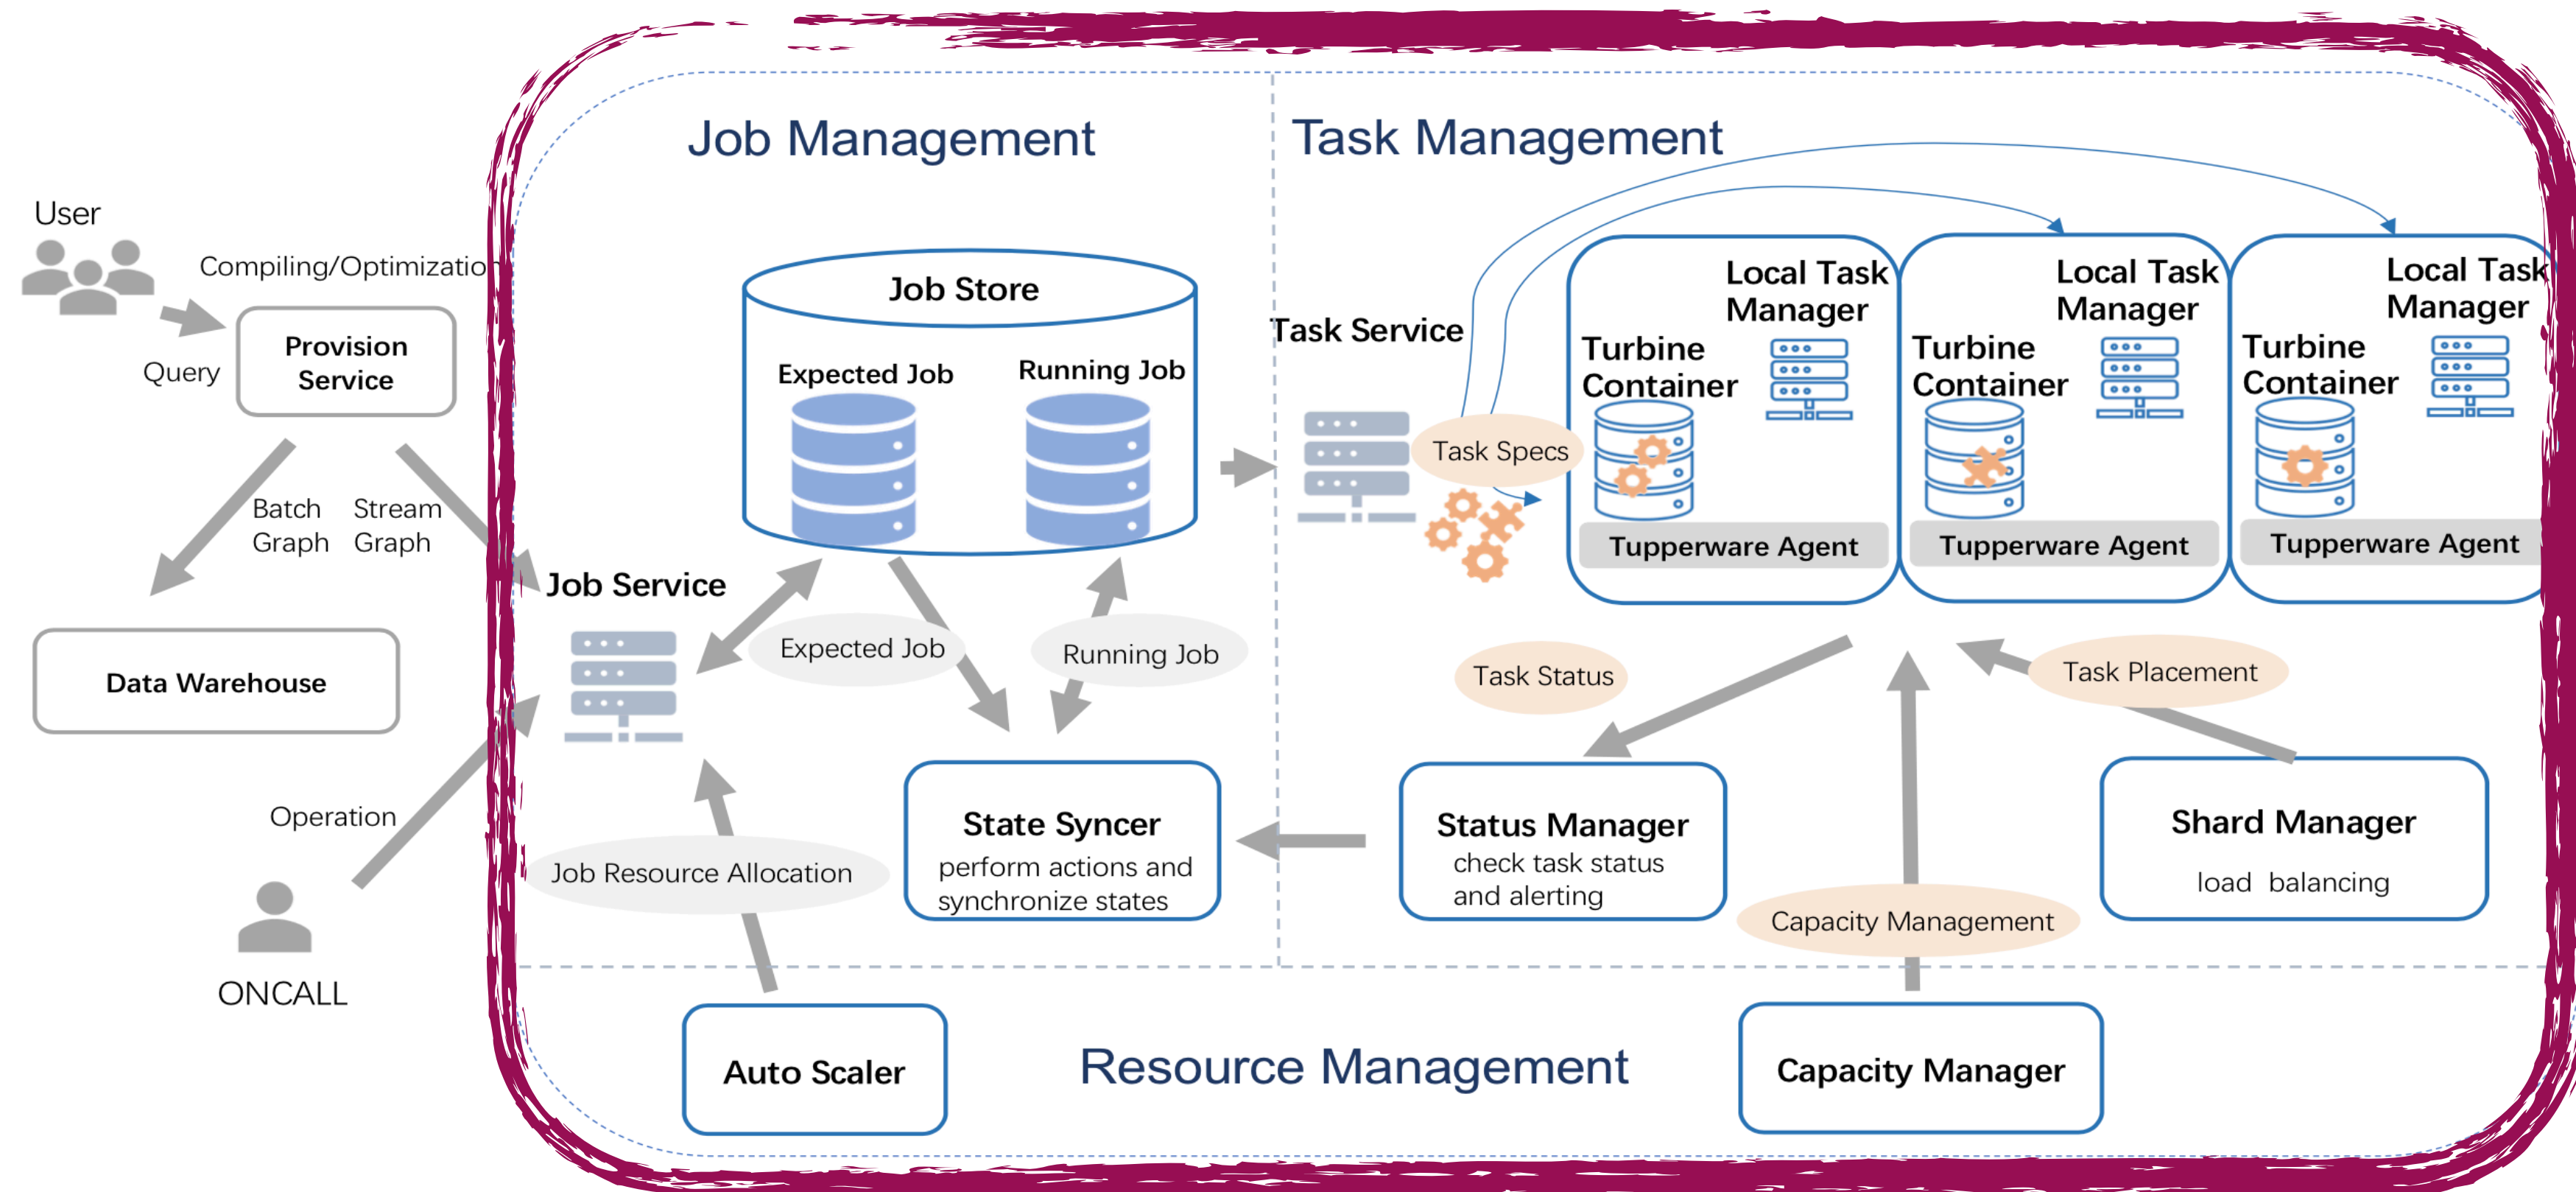 Job Management
Task Management
User
Compiling/Optimization
Provision
Service
Query
Batch
Graph
Stream
Graph
Data Warehouse
Operation
ONCALL
Job Store
Expected Job
Running Job
Job Service
Expected Job
Running Job
State Syncer
perform actions and
synchronize states
Job Resource Allocation
Auto Scaler
Task Service
Task Specs
Local Task
Manager
Turbine
Container
Tupperware Agent
Local Task
Manager
Turbine
Container
Tupperware Agent
Local Task
Manager
Turbine
Container
Tupperware Agent
Task Status
Task Placement
Status Manager
check task status
and alerting
Shard Manager
load balancing
Capacity Management
Resource Management
Capacity Manager